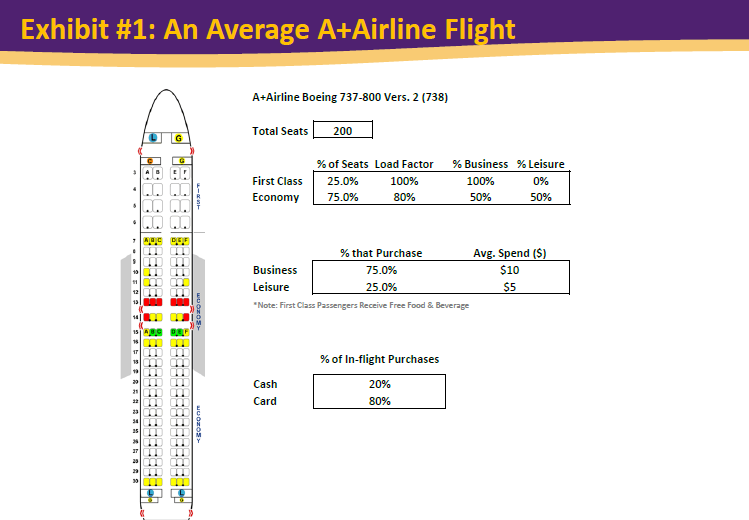 Exhibit #1: An Average A+Airline Flight
A+Airline Boeing 737-800 Vers. 2 (738)
Total Seats 200
% of Seats Load Factor % Business % Leisure
First Class 25.0% 100% 100% 0%
Economy 75.0% 80% 50% 50%
% that Purchase Avg. Spend ($)
Business 75.0% $10
Leisure 25.0% $5
*Note: First Class Passengers Receive Free Food & Beverage
% of In-flight Purchases
Cash 20%
Card 80%
L G
C G
3 A B E F
4
5
6
FIRST
7 A B C D E F
8
9
10
11
12
13
14
ECONOMY
15 A B C D E F
16
17
18
19
20
21
22
23
24
25
26
ECONOMY
27
28
29
30
L L
G G